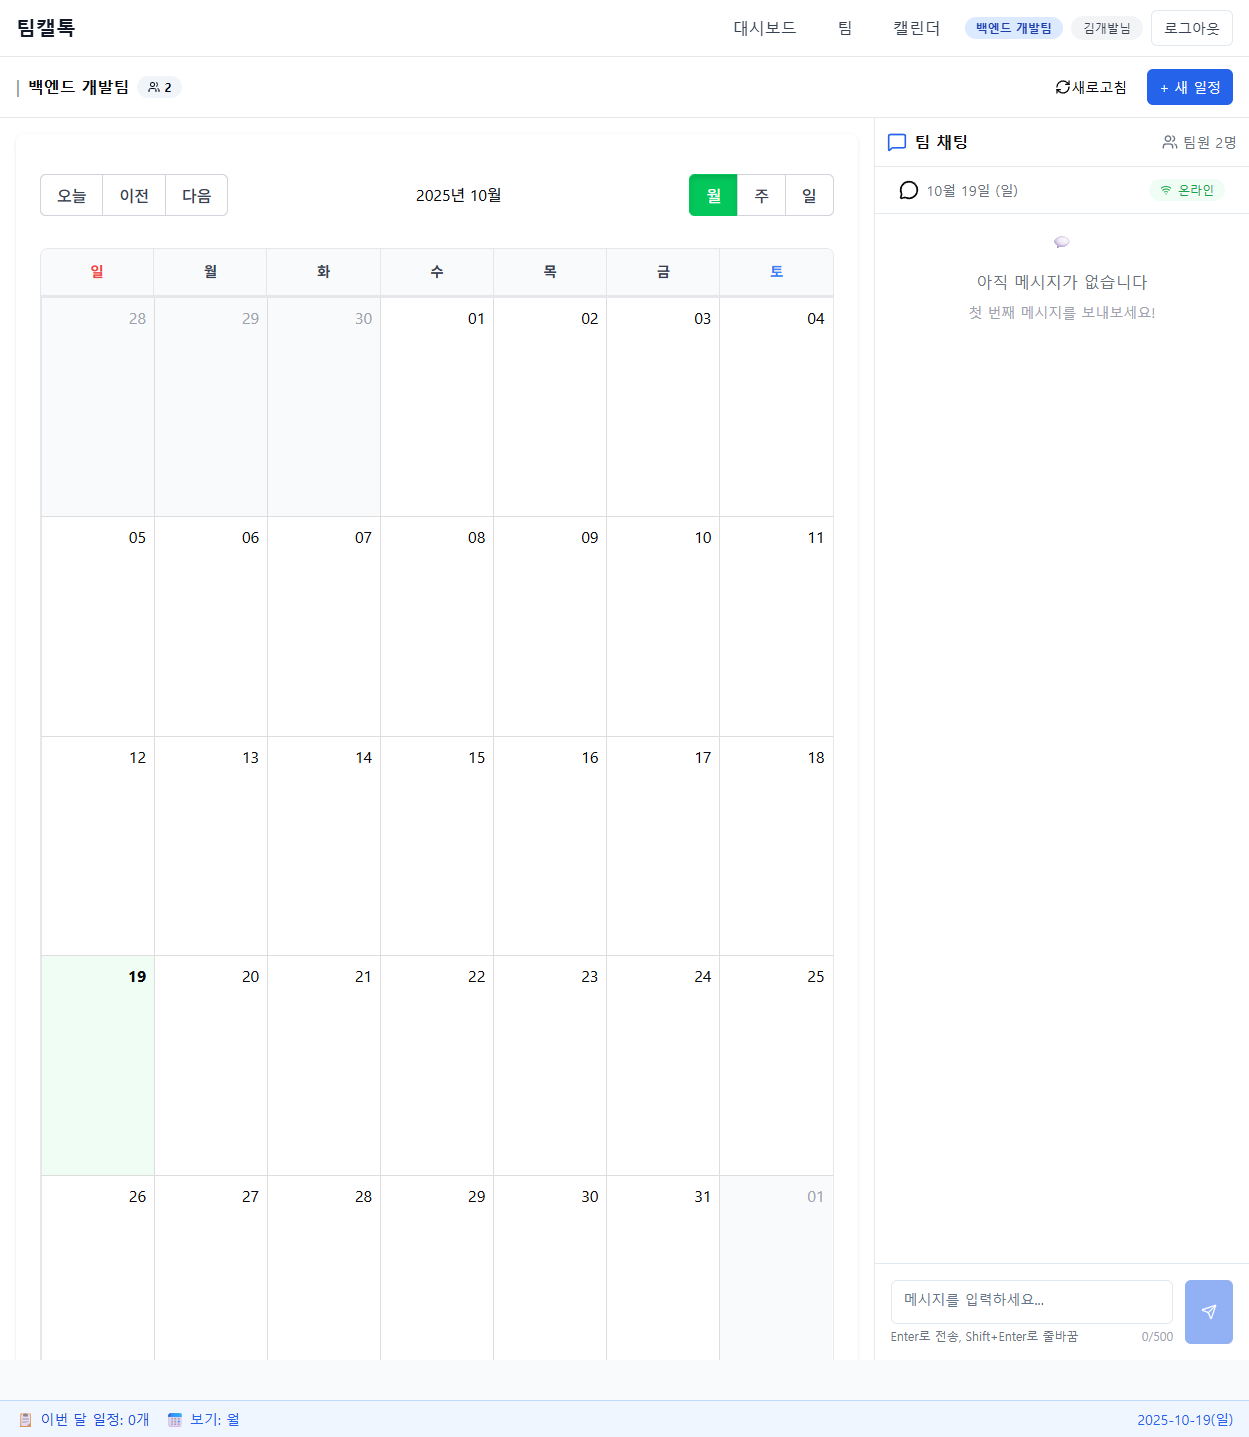 팀캘톡
대시보드 팀 캘린더 백엔드 개발팀 김개발님 로그아웃
백엔드 개발팀 2
새로고침 + 새 일정
오늘 이전 다음
2025년 10월
월 주 일
일 월 화 수 목 금 토
28 29 30 01 02 03 04
05 06 07 08 09 10 11
12 13 14 15 16 17 18
19 20 21 22 23 24 25
26 27 28 29 30 31 01
팀 채팅 팀원 2명
10월 19일 (일) 온라인
아직 메시지가 없습니다
첫 번째 메시지를 보내보세요!
메시지를 입력하세요...
Enter로 전송, Shift+Enter로 줄바꿈 0/500
이번 달 일정: 0개 보기: 월 2025-10-19(일)